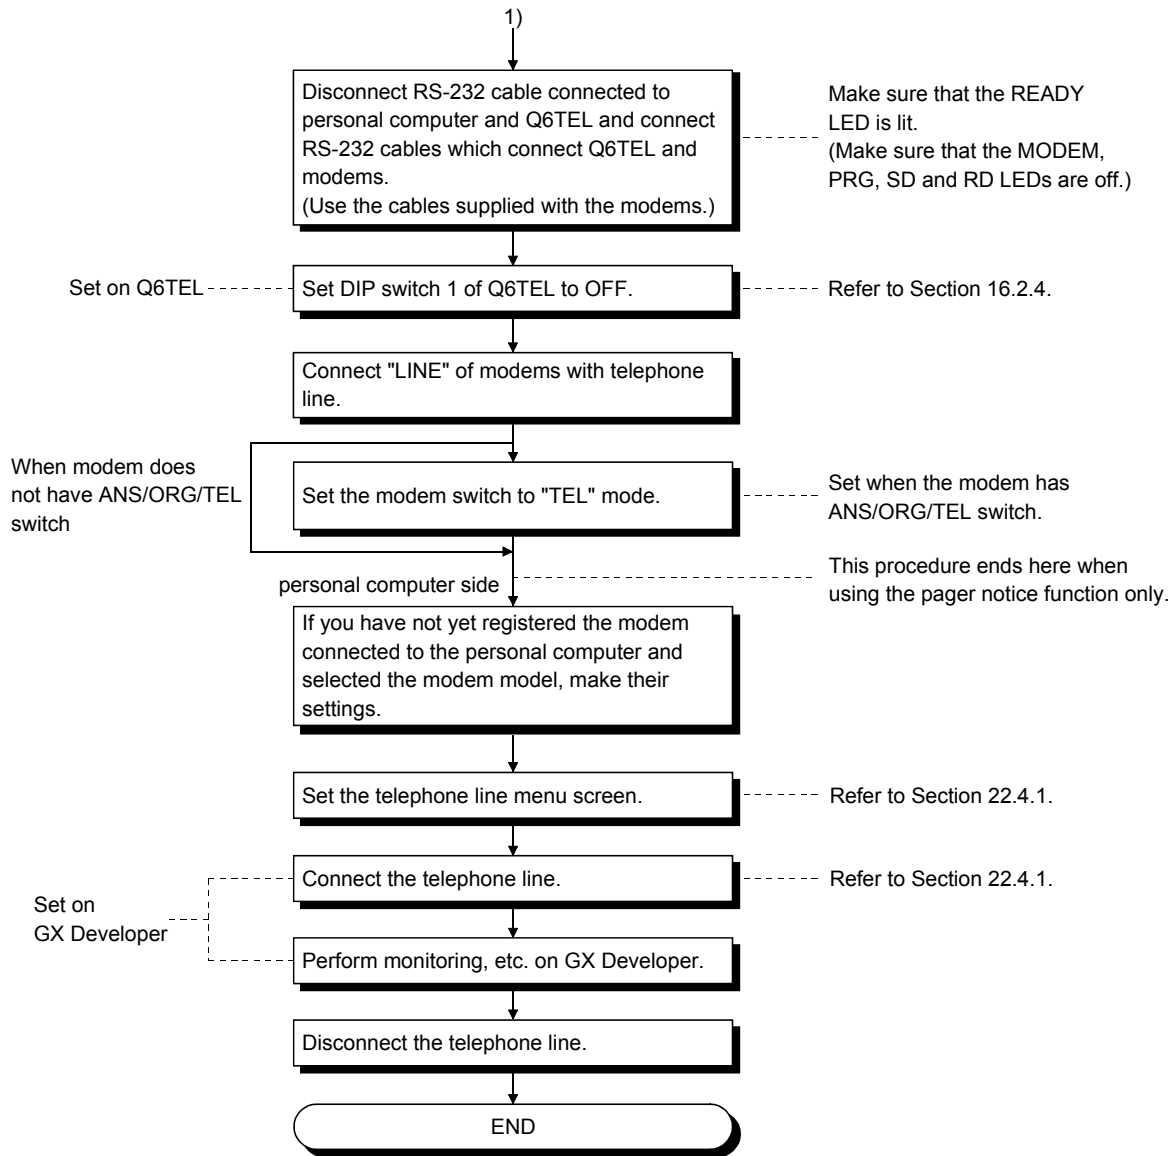 1)
Disconnect RS-232 cable connected to
personal computer and Q6TEL and connect
RS-232 cables which connect Q6TEL and
modems.
(Use the cables supplied with the modems.)
Make sure that the READY
LED is lit.
(Make sure that the MODEM,
PRG, SD and RD LEDs are off.)
Set on Q6TEL
Set DIP switch 1 of Q6TEL to OFF.
Refer to Section 16.2.4.
Connect "LINE" of modems with telephone
line.
When modem does
not have ANS/ORG/TEL
switch
Set the modem switch to "TEL" mode.
Set when the modem has
ANS/ORG/TEL switch.
personal computer side
This procedure ends here when
using the pager notice function only.
If you have not yet registered the modem
connected to the personal computer and
selected the modem model, make their
settings.
Set the telephone line menu screen.
Refer to Section 22.4.1.
Set on
GX Developer
Connect the telephone line.
Refer to Section 22.4.1.
Perform monitoring, etc. on GX Developer.
Disconnect the telephone line.
END